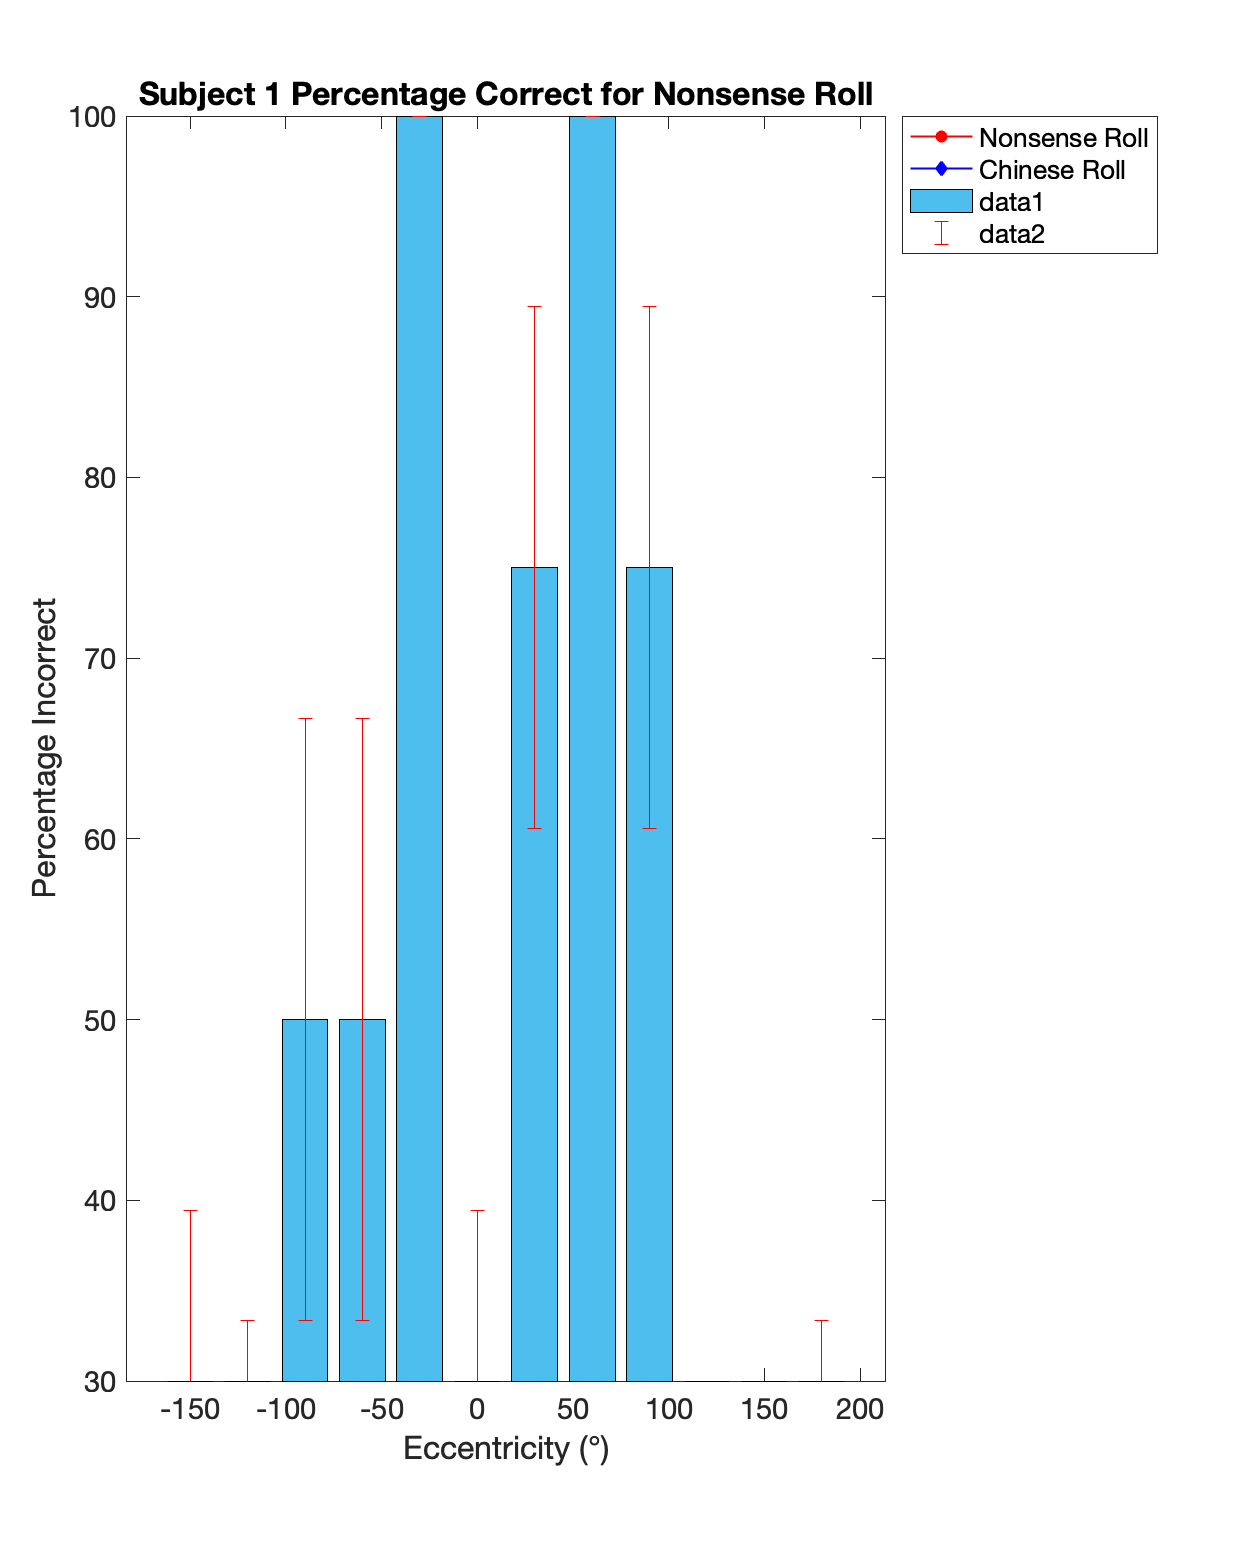 Subject 1 Percentage Correct for Nonsense Roll
100
90
80
70
60
50
40
30
Percentage Incorrect
-150 -100 -50 0 50 100 150 200
Eccentricity (°)
Nonsense Roll
Chinese Roll
data1
data2